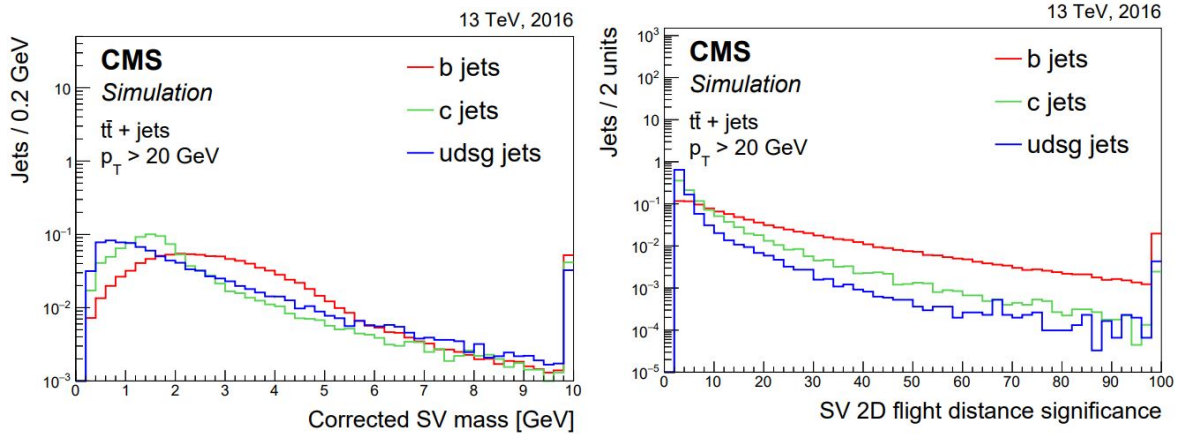 13 TeV, 2016
CMS
Simulation
tt̄ + jets
p_T > 20 GeV
b jets
c jets
udsg jets
Jets / 0.2 GeV
10
1
10⁻¹
10⁻²
10⁻³
0 1 2 3 4 5 6 7 8 9 10
Corrected SV mass [GeV]
13 TeV, 2016
CMS
Simulation
tt̄ + jets
p_T > 20 GeV
b jets
c jets
udsg jets
Jets / 2 units
10³
10²
10
1
10⁻¹
10⁻²
10⁻³
10⁻⁴
10⁻⁵
0 10 20 30 40 50 60 70 80 90 100
SV 2D flight distance significance